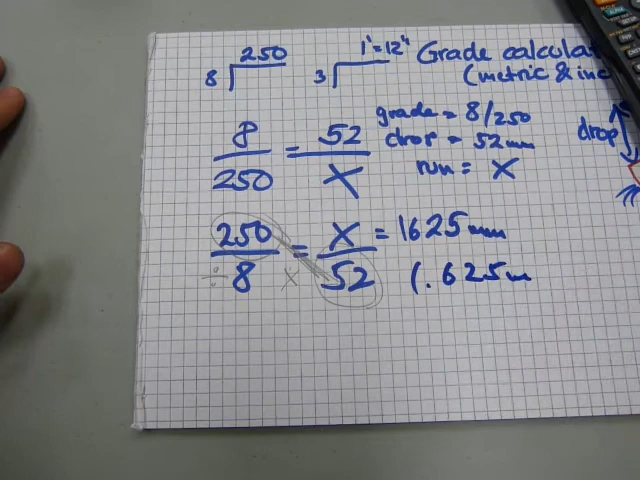 250
8
1'=12"
3
Grade calculat
(metric & inc
8/250 = 52/X
grade = 8/250
drop = 52mm
run = X
drop
250/8 = X/52 = 1625mm
÷ X
1.625m